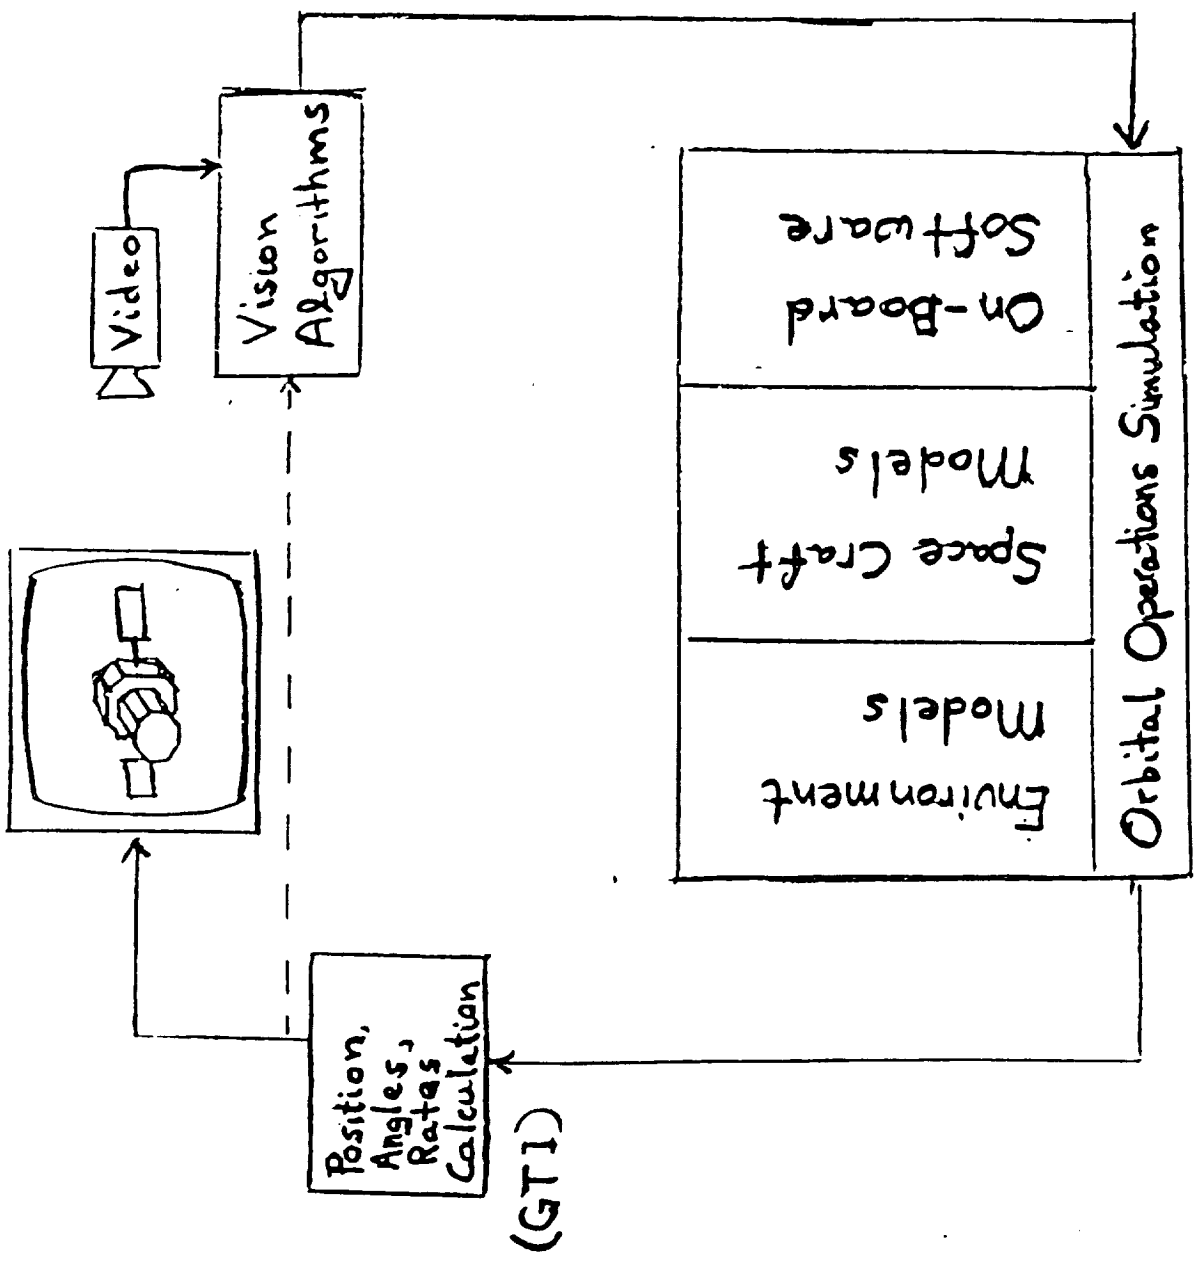 Position,
Angles,
Rates
Calculation
(GTI)
Video
Vision
Algorithms
Environment
Models
Space Craft
Models
On-Board
Software
Orbital Operations Simulation